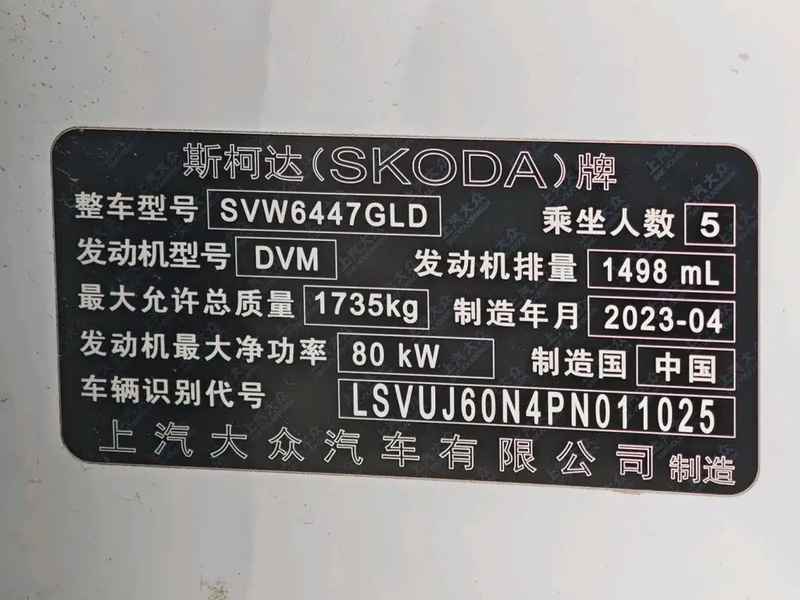 斯柯达(SKODA)牌
整车型号 SVW6447GLD 乘坐人数 5
发动机型号 DVM 发动机排量 1498 mL
最大允许总质量 1735kg 制造年月 2023-04
发动机最大净功率 80 kW 制造国 中国
车辆识别代号 LSVUJ60N4PN011025
上汽大众汽车有限公司 制造